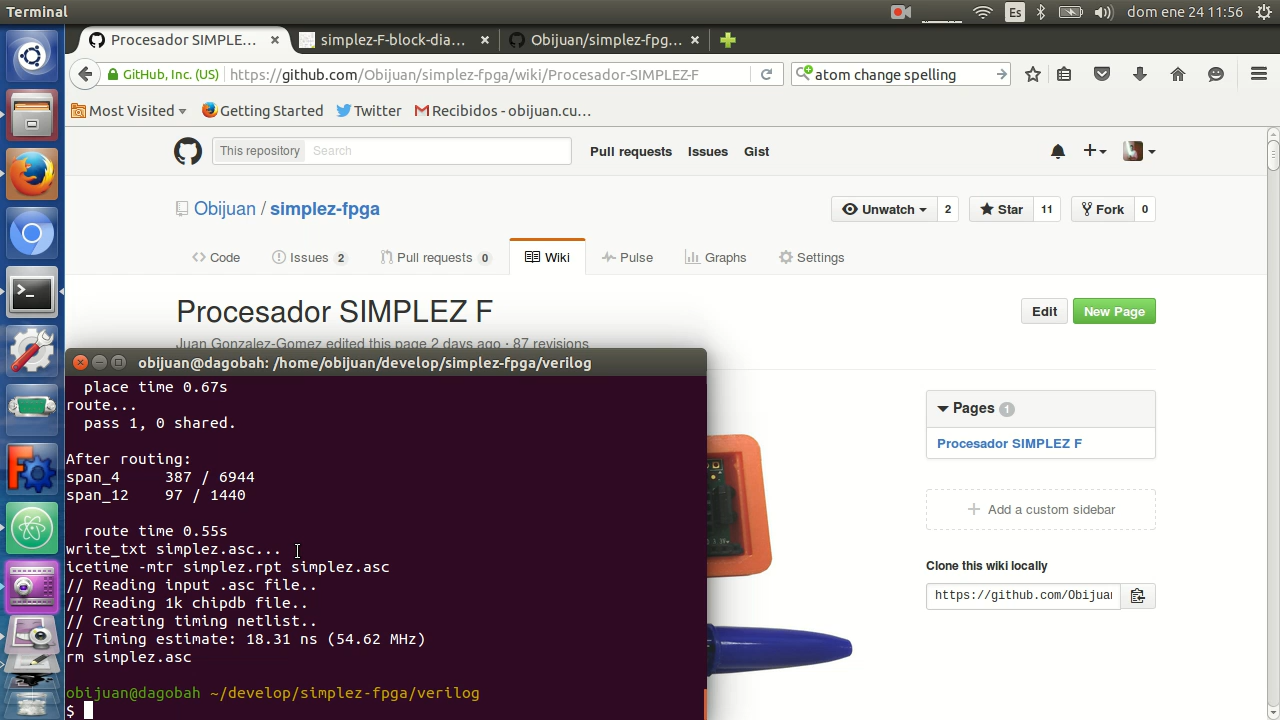 Terminal
Es
dom ene 24 11:56
Procesador SIMPLE...
simplez-F-block-dia...
Obijuan/simplez-fpg...
GitHub, Inc. (US)
https://github.com/Obijuan/simplez-fpga/wiki/Procesador-SIMPLEZ-F
atom change spelling
Most Visited
Getting Started
Twitter
Recibidos - obijuan.cu...
This repository
Search
Pull requests
Issues
Gist
Obijuan / simplez-fpga
Unwatch
2
Star
11
Fork
0
Code
Issues 2
Pull requests 0
Wiki
Pulse
Graphs
Settings
Procesador SIMPLEZ F
Edit
New Page
Juan Gonzalez-Gomez edited this page 2 days ago · 87 revisions
obijuan@dagobah: /home/obijuan/develop/simplez-fpga/verilog
place time 0.67s
route...
pass 1, 0 shared.
After routing:
span_4 387 / 6944
span_12 97 / 1440
route time 0.55s
write_txt simplez.asc...
icetime -mtr simplez.rpt simplez.asc
// Reading input .asc file..
// Reading 1k chipdb file..
// Creating timing netlist..
// Timing estimate: 18.31 ns (54.62 MHz)
rm simplez.asc
obijuan@dagobah ~/develop/simplez-fpga/verilog
$
Pages 1
Procesador SIMPLEZ F
Add a custom sidebar
Clone this wiki locally
https://github.com/Obijuan